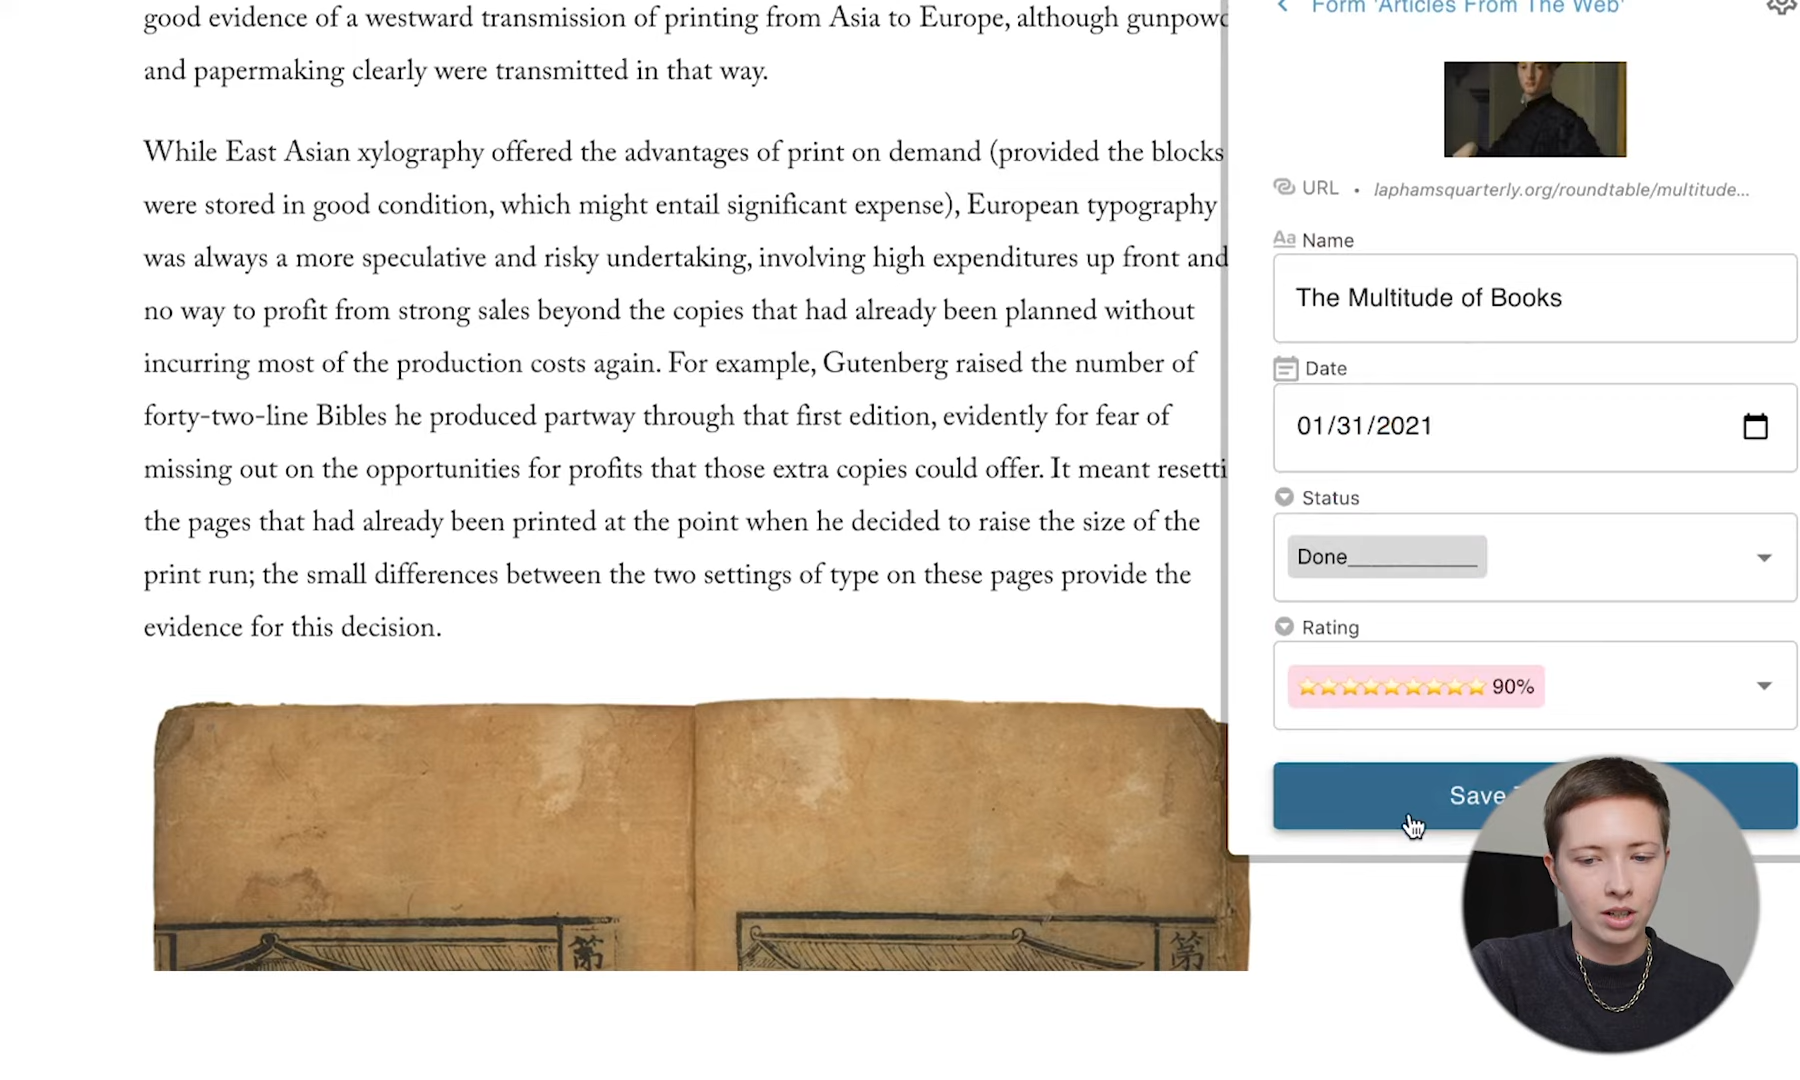 good evidence of a westward transmission of printing from Asia to Europe, although
and papermaking clearly were transmitted in that way.
While East Asian xylography offered the advantages of print on demand (provided the blocks
were stored in good condition, which might entail significant expense), European typography
was always a more speculative and risky undertaking, involving high expenditures up front and
no way to profit from strong sales beyond the copies that had already been planned without
incurring most of the production costs again. For example, Gutenberg raised the number of
forty-two-line Bibles he produced partway through that first edition, evidently for fear of
missing out on the opportunities for profits that those extra copies could offer. It meant
the pages that had already been printed at the point when he decided to raise the size of the
print run; the small differences between the two settings of type on these pages provide the
evidence for this decision.
第
第
Form 'Articles From The Web'
URL • laphamsquarterly.org/roundtable/multitude...
Aa Name
The Multitude of Books
Date
01/31/2021
Status
Done____________
Rating
⭐⭐⭐⭐⭐⭐⭐⭐⭐ 90%
Save